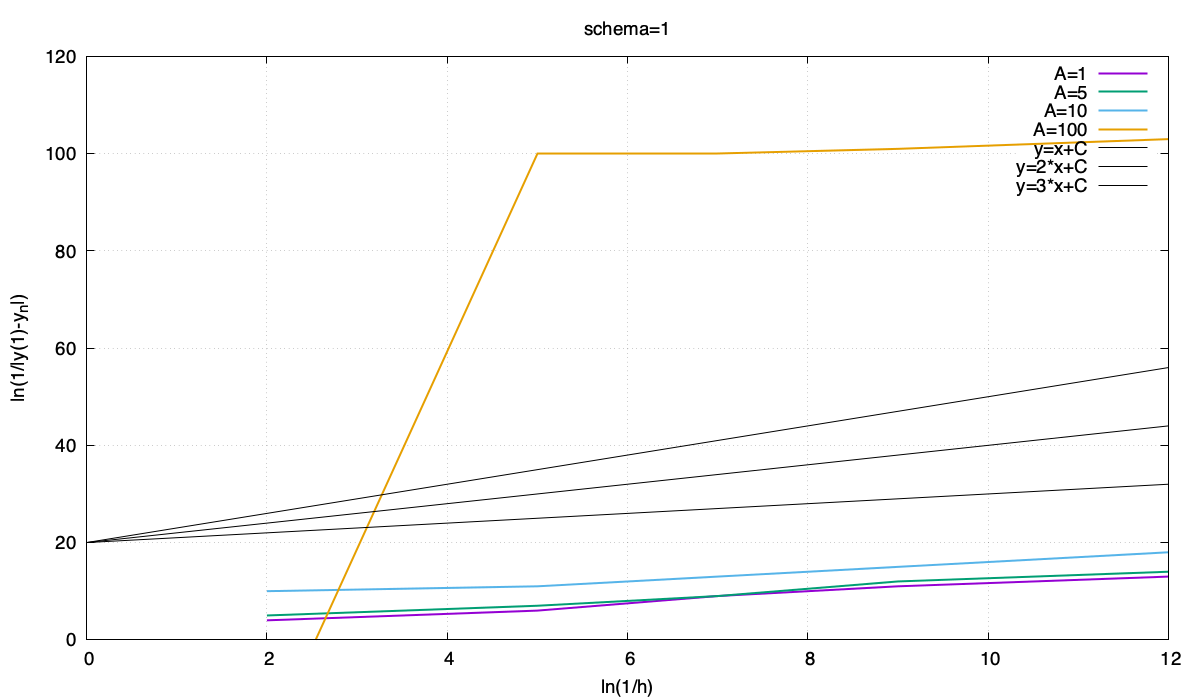 schema=1
120
100
80
60
40
20
0
ln(1/|y(1)-yn|)
A=1
A=5
A=10
A=100
y=x+C
y=2*x+C
y=3*x+C
0 2 4 6 8 10 12
ln(1/h)